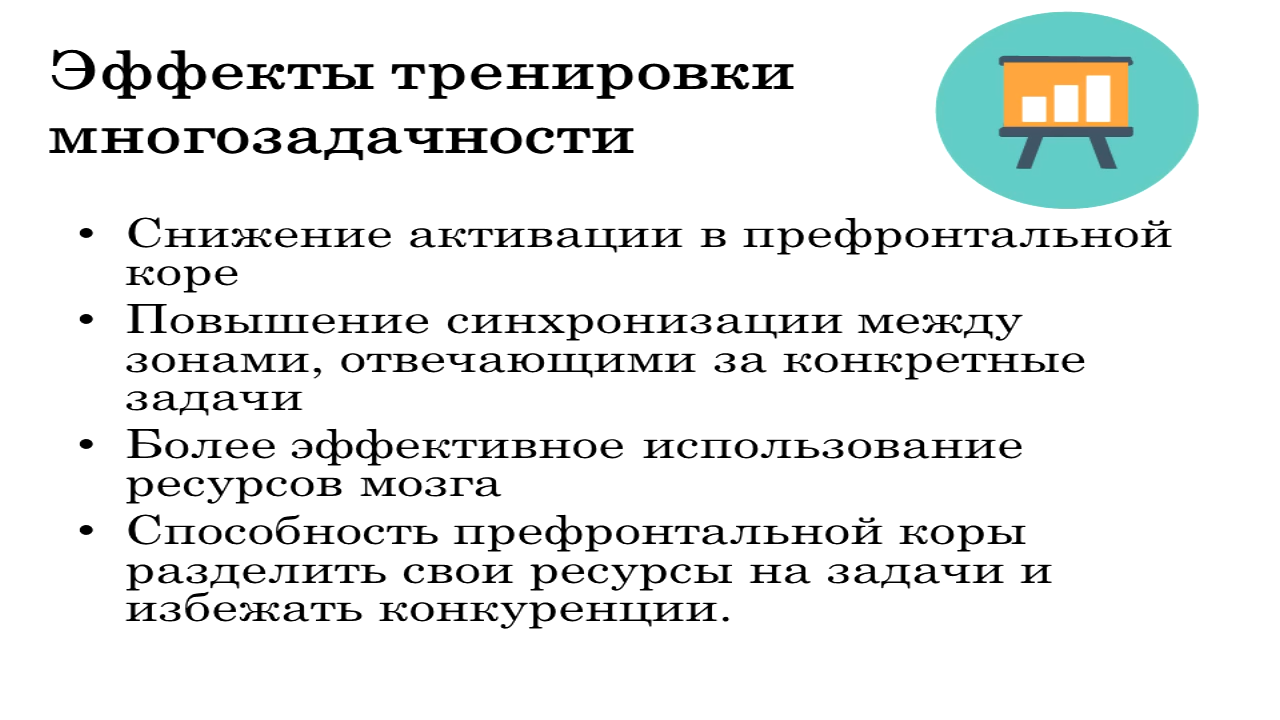 Эффекты тренировки
многозадачности
• Снижение активации в префронтальной
коре
• Повышение синхронизации между
зонами, отвечающими за конкретные
задачи
• Более эффективное использование
ресурсов мозга
• Способность префронтальной коры
разделить свои ресурсы на задачи и
избежать конкуренции.